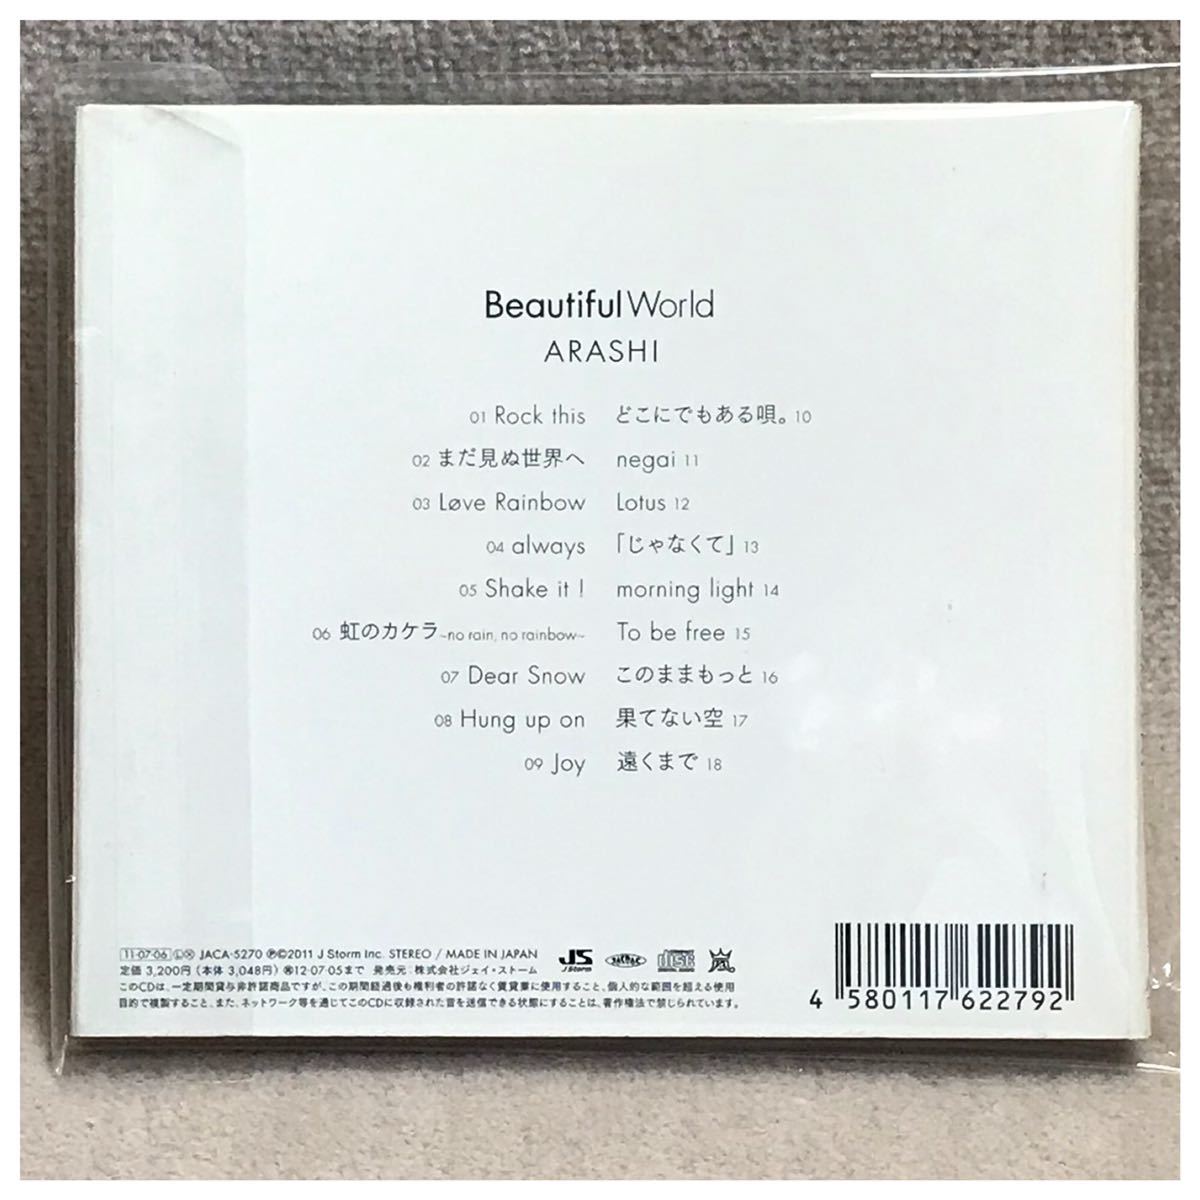 Beautiful World
ARASHI
01 Rock this
02 まだ見ぬ世界へ
03 Løve Rainbow
04 always
05 Shake it !
06 虹のカケラ~no rain, no rainbow~
07 Dear Snow
08 Hung up on
09 Joy
どこにでもある唄。 10
negai 11
Lotus 12
「じゃなくて」 13
morning light 14
To be free 15
このままもっと 16
果てない空 17
遠くまで 18
11·07·06 Ⓛ JACA-5270 ℗©2011 J Storm Inc. STEREO / MADE IN JAPAN
定価 3,200円 (本体 3,048円) 12·07·05まで 発売元:株式会社ジェイ・ストーム
このCDは、一定期間貸与非許諾商品ですが、この期間経過後も権利者の許諾なく賃貸業に使用すること、個人的な範囲を超える使用
目的で複製すること、また、ネットワーク等を通じてこのCDに収録された音を送信できる状態にすることは、著作権法で禁じられています。
JS
J Storm
COMPACT
disc
DIGITAL AUDIO
4 580117 622792